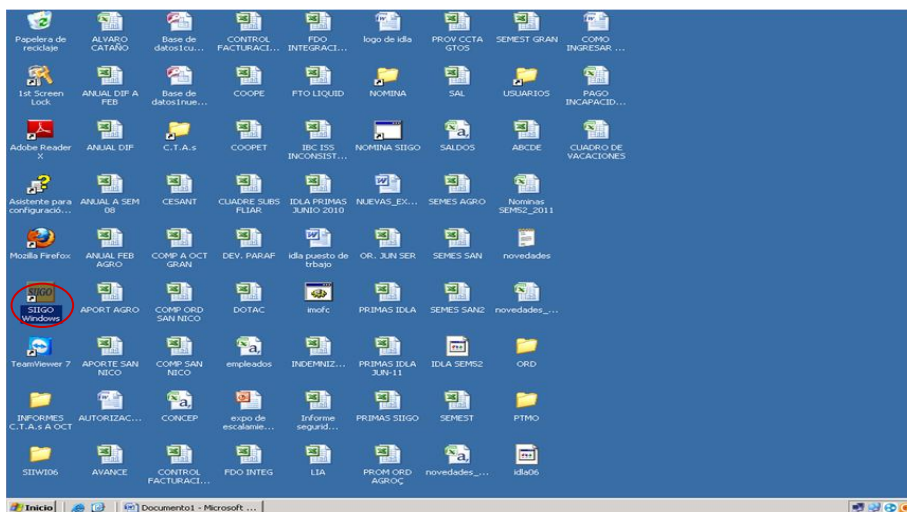 Papelera de
reciclaje
ALVARO
CATAÑO
Base de
datos1cu...
CONTROL
FACTURACI...
FDO
INTEGRACI...
logo de idla
PROV CCTA
GTOS
SEMEST GRAN
COMO
INGRESAR ...
1st Screen
Lock
ANUAL DIF A
FEB
Base de
datos1nue...
COOPE
FTO LIQUID
NOMINA
SAL
USUARIOS
PAGO
INCAPACID...
Adobe Reader
X
ANUAL DIF
C.T.A.s
COOPET
IBC ISS
INCONSIST...
NOMINA SIIGO
SALDOS
ABCDE
CUADRO DE
VACACIONES
Asistente para
configuració...
ANUAL A SEM
08
CESANT
CUADRE SUBS
FLIAR
IDLA PRIMAS
JUNIO 2010
NUEVAS_EX...
SEMES AGRO
Nominas
SEM52_2011
Mozilla Firefox
ANUAL FEB
AGRO
COMP A OCT
GRAN
DEV. PARAF
idla puesto de
trbajo
OR. JUN SER
SEMES SAN
novedades
SIIGO
SIIGO
Windows
APORT AGRO
COMP ORD
SAN NICO
DOTAC
imofc
PRIMAS IDLA
SEMES SAN2
novedades_...
TeamViewer 7
APORTE SAN
NICO
COMP SAN
NICO
empleados
INDEMNIZ...
PRIMAS IDLA
JUN-11
IDLA SEM52
ORD
INFORMES
C.T.A.s A OCT
AUTORIZAC...
CONCEP
expo de
escalamie...
Informe
segurid...
PRIMAS SIIGO
SEMEST
PTMO
SIIWI06
AVANCE
CONTROL
FACTURACI...
FDO INTEG
LIA
PROM ORD
AGROÇ
novedades_...
idla06
Inicio
Documento1 - Microsoft ...